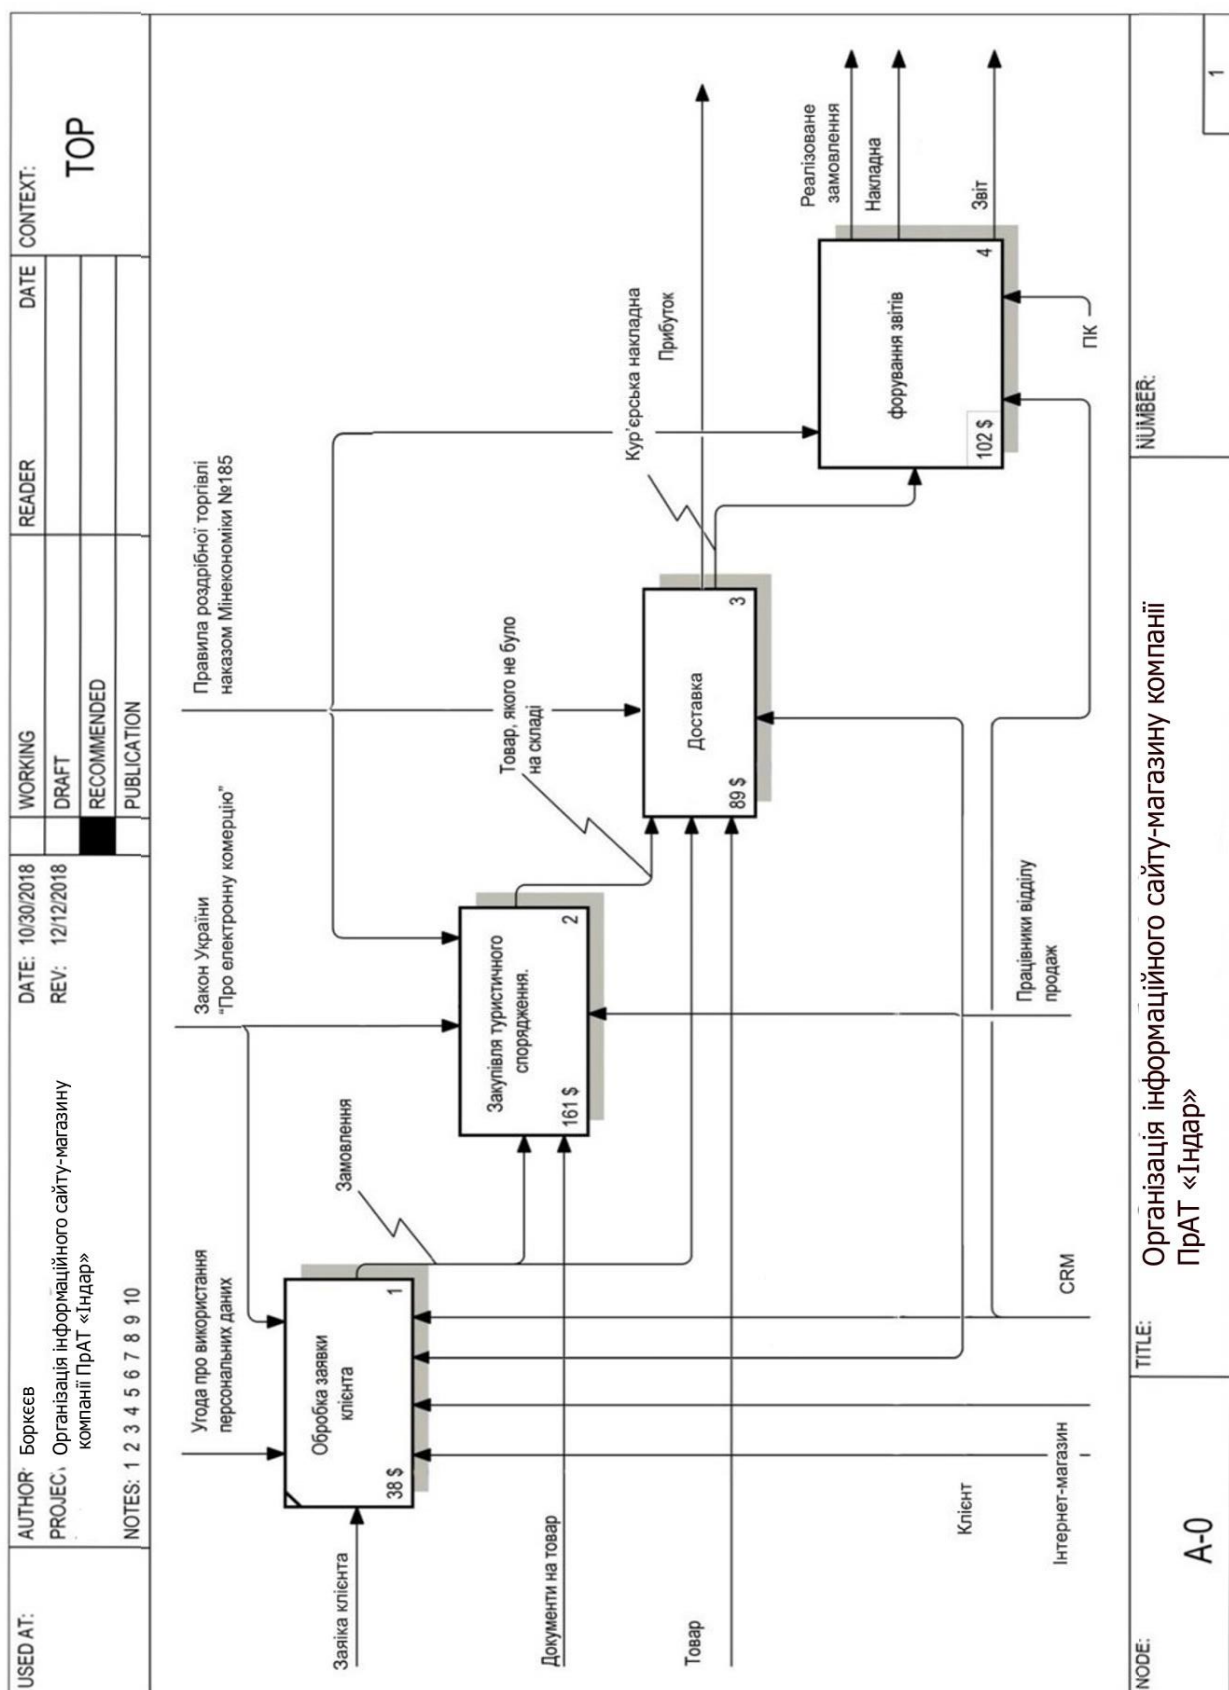 USED AT:
AUTHOR: Боркєєв
PROJEC
Організація інформаційного сайту-магазину
компанії ПрАТ «Індар»
NOTES: 1 2 3 4 5 6 7 8 9 10
DATE: 10/30/2018
REV: 12/12/2018
WORKING
DRAFT
RECOMMENDED
PUBLICATION
READER
DATE
CONTEXT:
TOP
Угода про використання
персональних даних
Закон України
“Про електронну комерцію”
Правила роздрібної торгівлі
наказом Мінекономіки №185
Заяіка клієнта
Обробка заявки
клієнта
38 $
1
Замовлення
Документи на товар
Закупівля туристичного
спорядження.
161 $
2
Товар, якого не було
на складі
Товар
Доставка
89 $
3
Кур’єрська накладна
Прибуток
форування звітів
102 $
4
Реалізоване
замовлення
Накладна
Звіт
Клієнт
Інтернет-магазин
CRM
Працівники відділу
продаж
ПК
NODE:
A-0
TITLE:
Організація інформаційного сайту-магазину компанії
ПрАТ «Індар»
NUMBER:
1